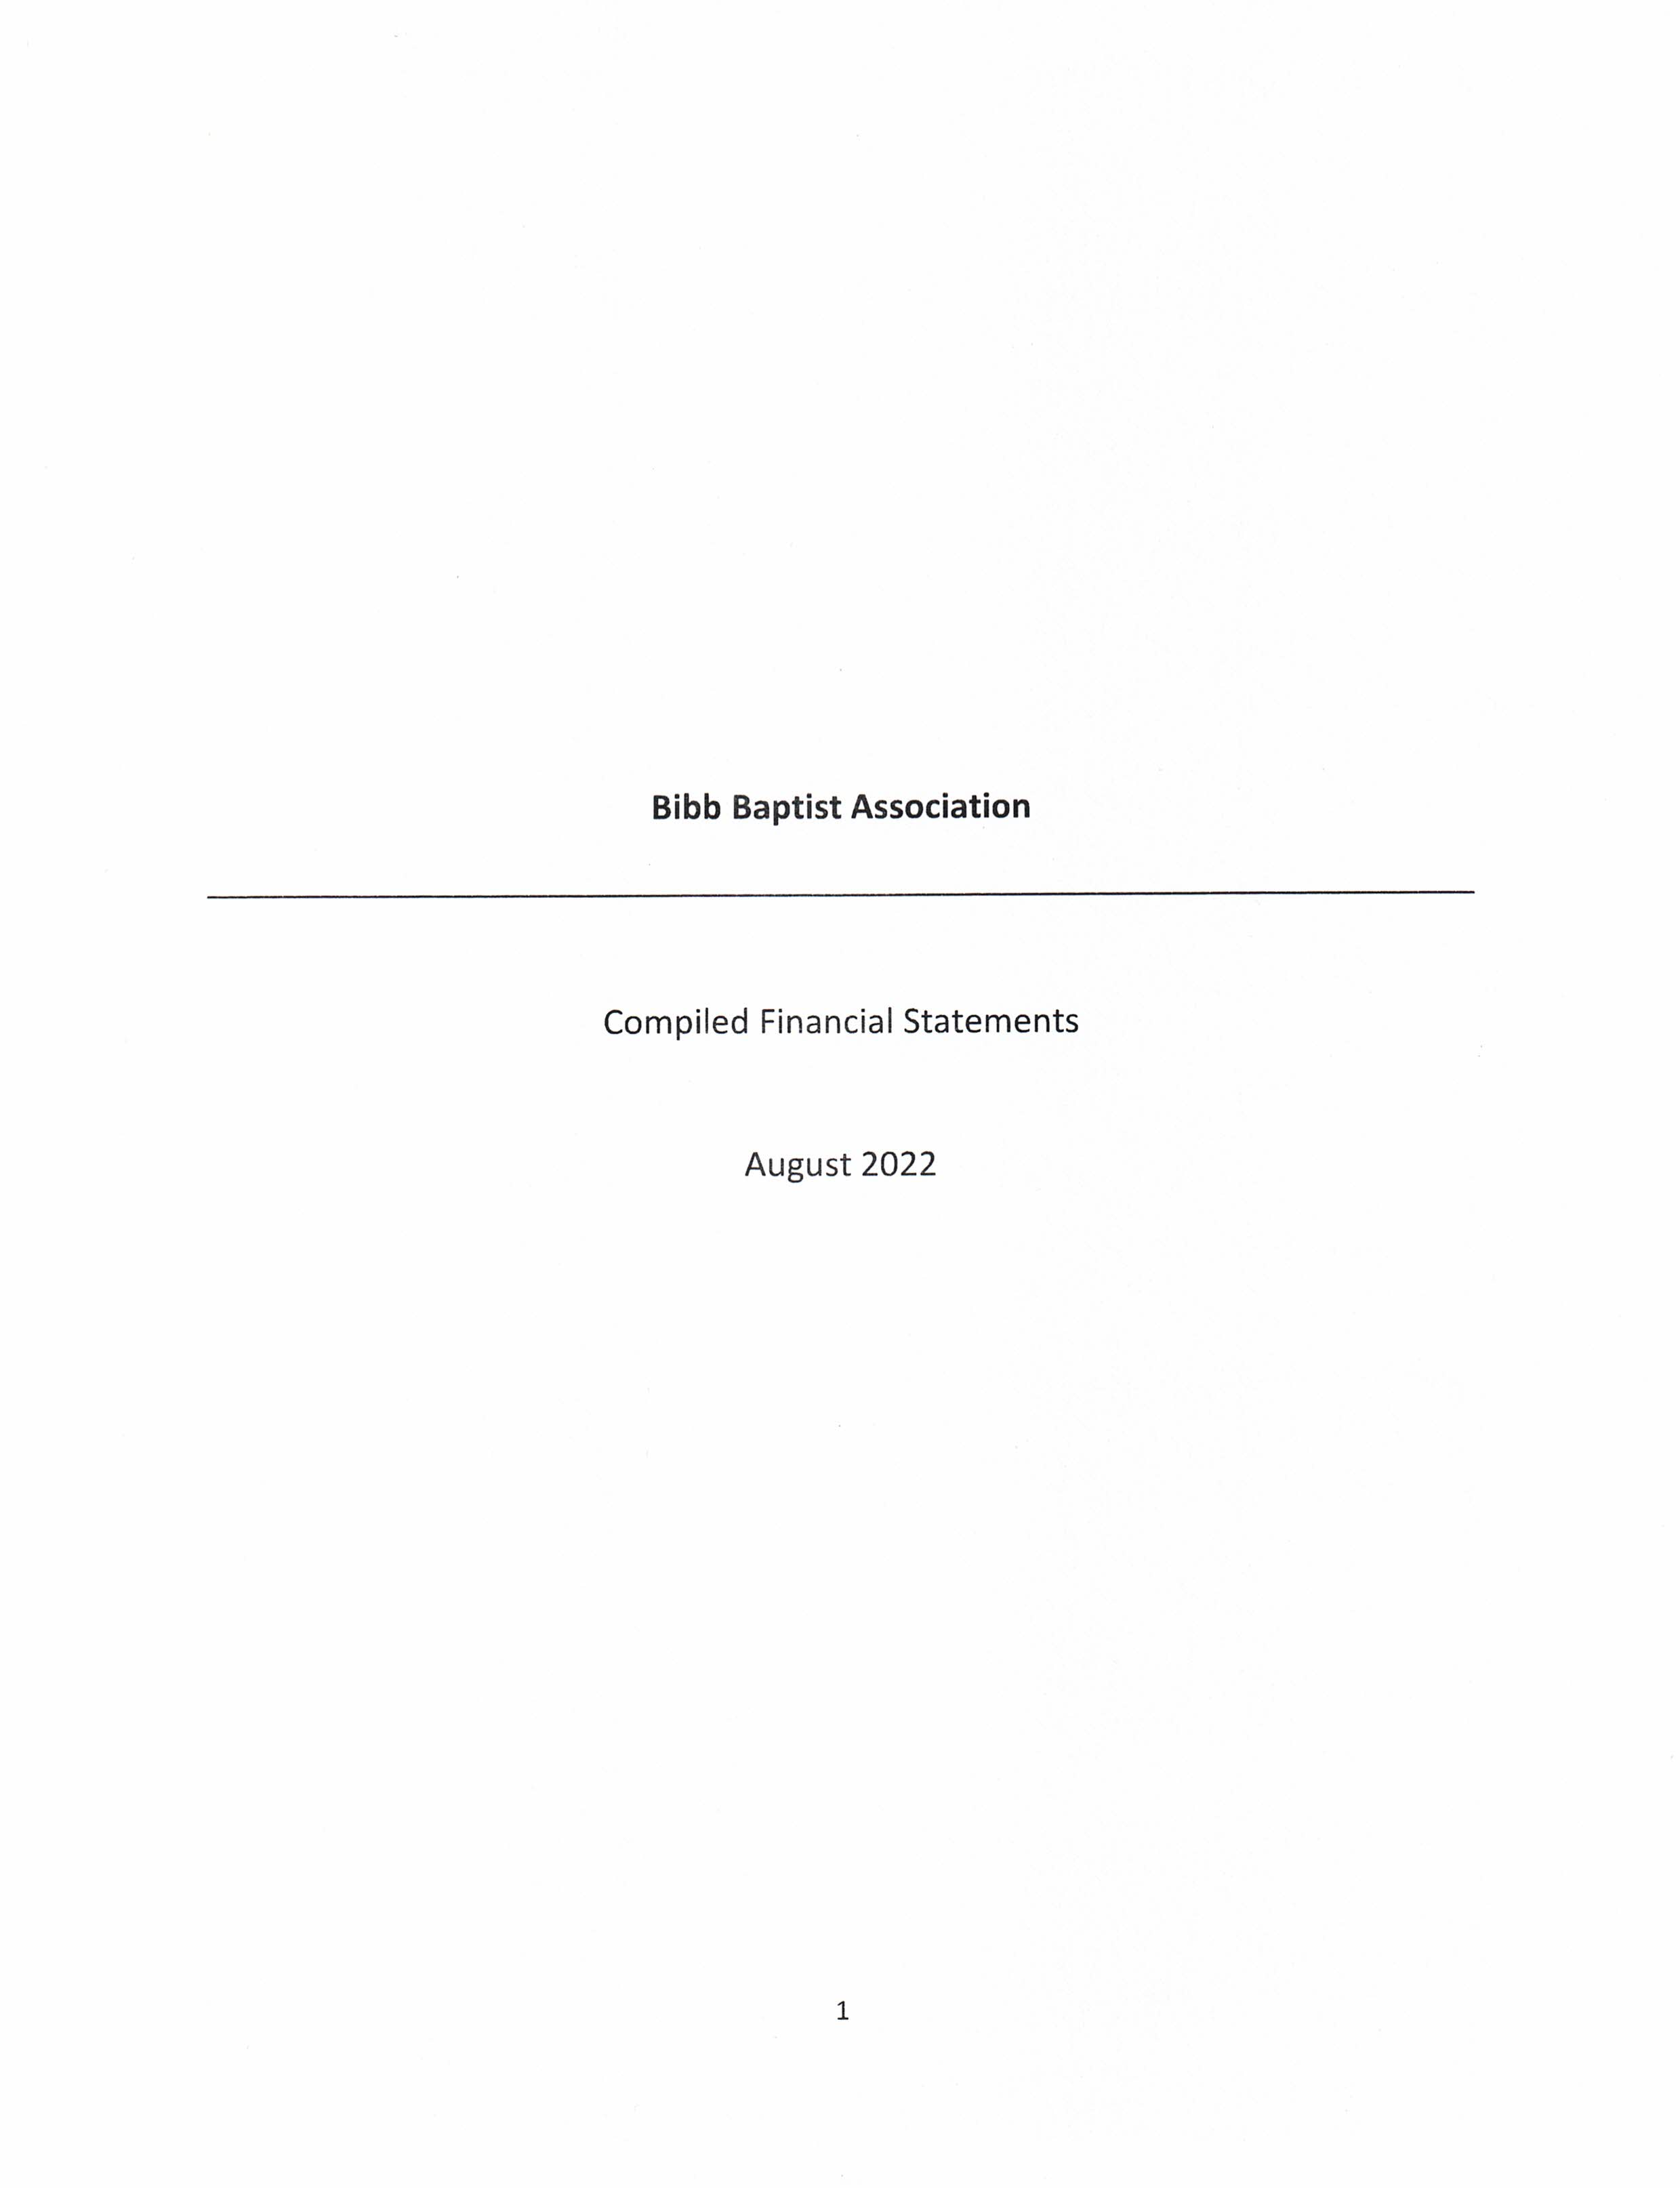 Bibb Baptist Association
Compiled Financial Statements
August 2022
1